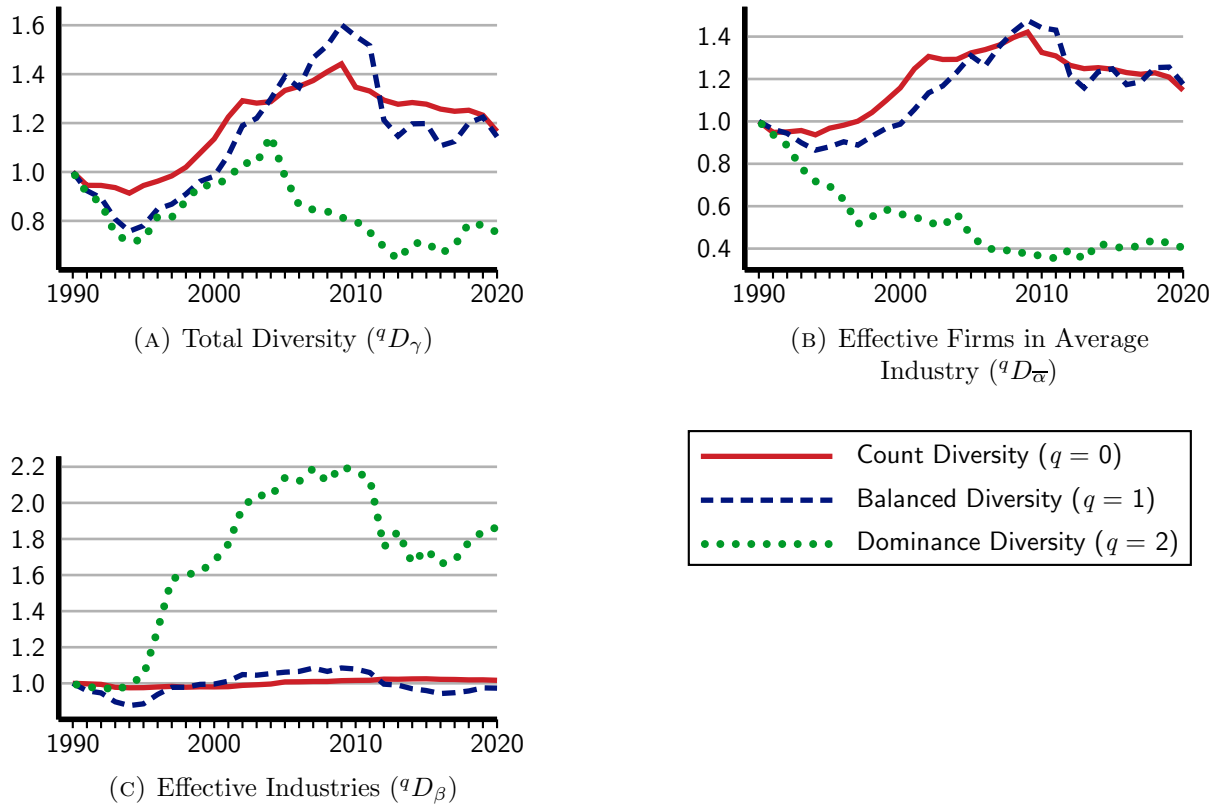 1.6
1.4
1.2
1.0
0.8
1990 2000 2010 2020
(A) Total Diversity (qDγ)
1.4
1.2
1.0
0.8
0.6
0.4
1990 2000 2010 2020
(B) Effective Firms in Average
Industry (qDα)
2.2
2.0
1.8
1.6
1.4
1.2
1.0
1990 2000 2010 2020
(C) Effective Industries (qDβ)
Count Diversity (q = 0)
Balanced Diversity (q = 1)
Dominance Diversity (q = 2)